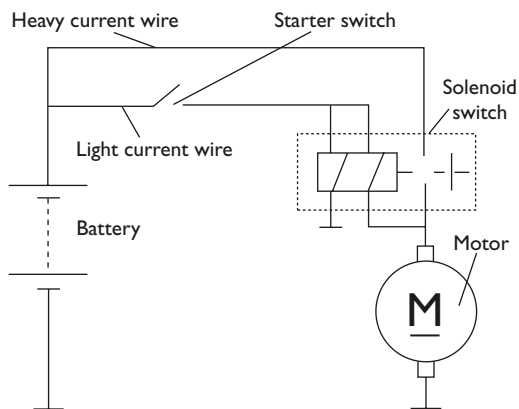 Heavy current wire
Starter switch
Solenoid
switch
Light current wire
Battery
Motor
M